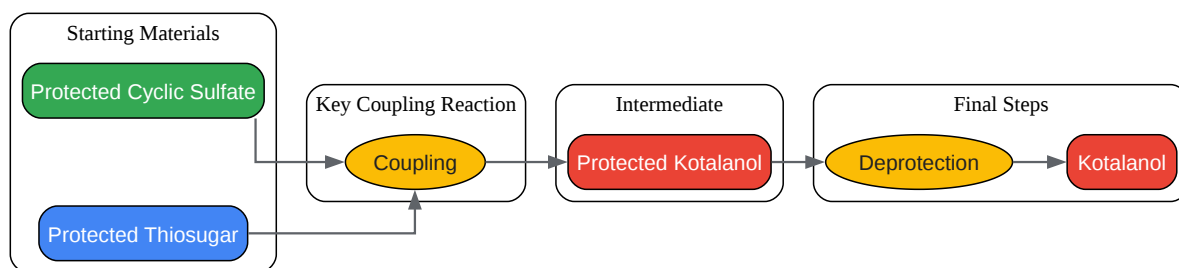 Starting Materials
Protected Cyclic Sulfate
Protected Thiosugar
Key Coupling Reaction
Coupling
Intermediate
Protected Kotalanol
Final Steps
Deprotection
Kotalanol